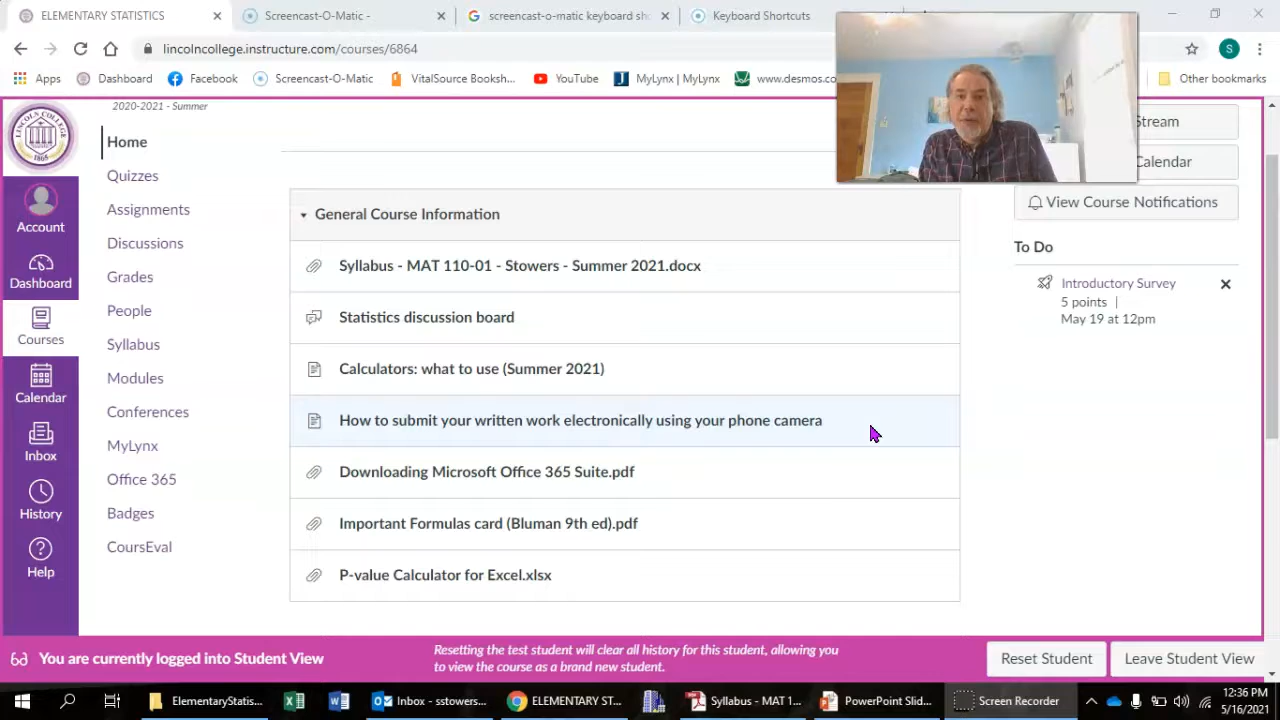 ELEMENTARY STATISTICS
Screencast-O-Matic -
screencast-o-matic keyboard sh
Keyboard Shortcuts
lincolncollege.instructure.com/courses/6864
S
Apps
Dashboard
Facebook
Screencast-O-Matic
VitalSource Booksh...
YouTube
MyLynx | MyLynx
www.desmos.co
Other bookmarks
2020-2021 - Summer
LINCOLN COLLEGE
1865
Account
Dashboard
Courses
Calendar
Inbox
History
Help
Home
Quizzes
Assignments
Discussions
Grades
People
Syllabus
Modules
Conferences
MyLynx
Office 365
Badges
CoursEval
General Course Information
Syllabus - MAT 110-01 - Stowers - Summer 2021.docx
Statistics discussion board
Calculators: what to use (Summer 2021)
How to submit your written work electronically using your phone camera
Downloading Microsoft Office 365 Suite.pdf
Important Formulas card (Bluman 9th ed).pdf
P-value Calculator for Excel.xlsx
Stream
Calendar
View Course Notifications
To Do
Introductory Survey
5 points |
May 19 at 12pm
You are currently logged into Student View
Resetting the test student will clear all history for this student, allowing you
to view the course as a brand new student.
Reset Student
Leave Student View
ElementaryStatis...
Inbox - sstowers...
ELEMENTARY ST...
Syllabus - MAT 1...
PowerPoint Slid...
Screen Recorder
12:36 PM
5/16/2021